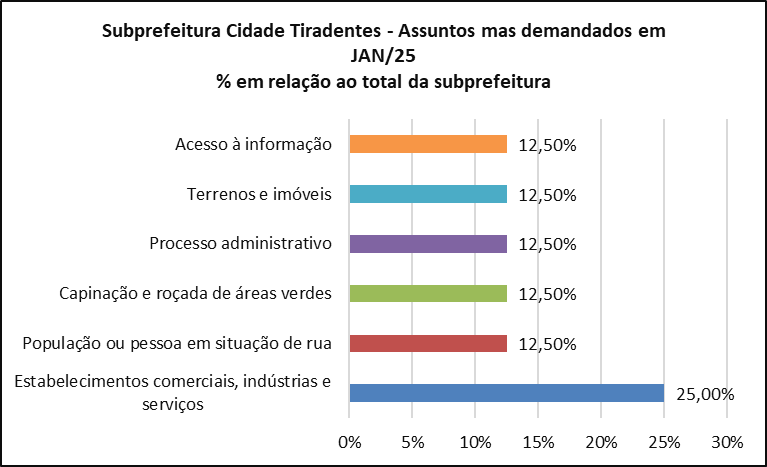 Subprefeitura Cidade Tiradentes - Assuntos mas demandados em
JAN/25
% em relação ao total da subprefeitura
Acesso à informação
12,50%
Terrenos e imóveis
12,50%
Processo administrativo
12,50%
Capinação e roçada de áreas verdes
12,50%
População ou pessoa em situação de rua
12,50%
Estabelecimentos comerciais, indústrias e
serviços
25,00%
0% 5% 10% 15% 20% 25% 30%